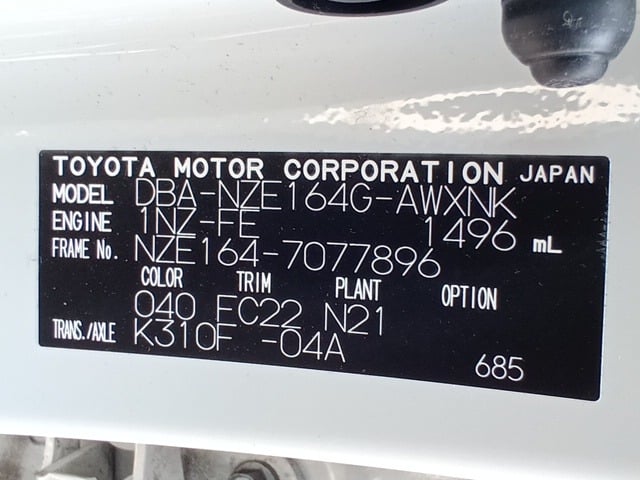 TOYOTA MOTOR CORPORATION JAPAN
MODEL DBA-NZE164G-AWXNK
ENGINE 1NZ-FE 1496 mL
FRAME No. NZE164-7077896
COLOR TRIM PLANT OPTION
040 FC22 N21
TRANS./AXLE K310F -04A
685